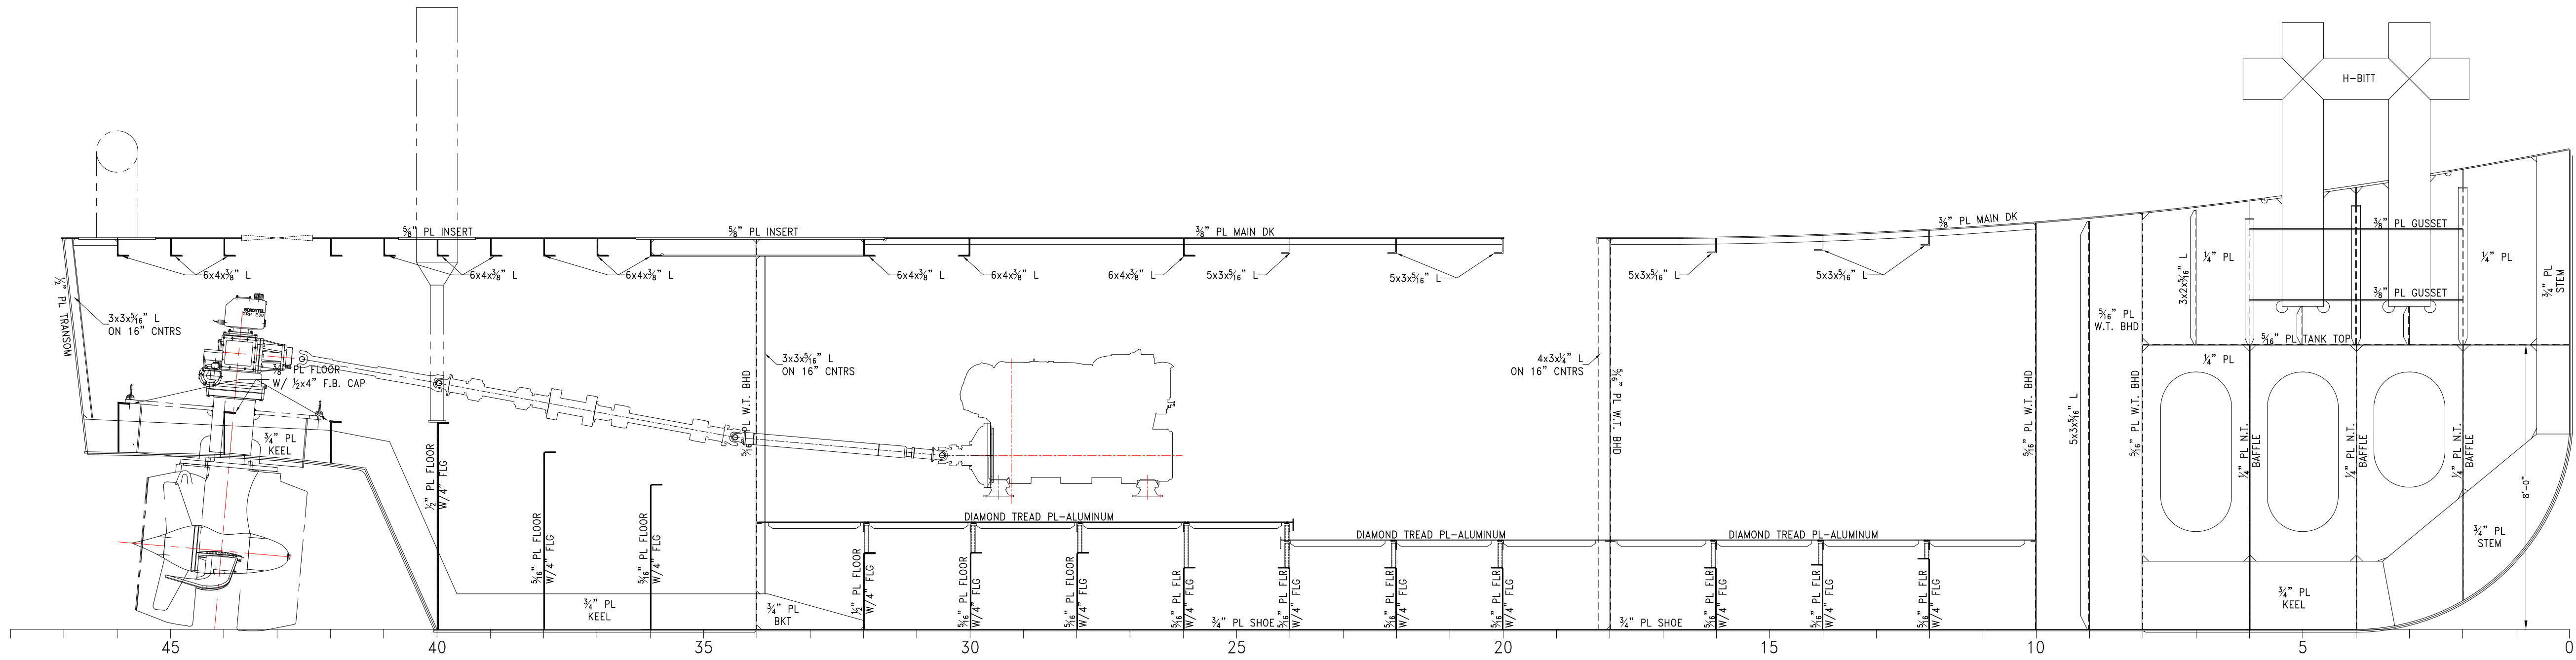 H-BITT
5/8" PL INSERT
5/8" PL INSERT
3/8" PL MAIN DK
3/8" PL MAIN DK
3/8" PL GUSSET
6x4x3/8" L
6x4x3/8" L
6x4x3/8" L
6x4x3/8" L
6x4x3/8" L
6x4x3/8" L
5x3x5/16" L
5x3x5/16" L
5x3x5/16" L
5x3x5/16" L
3x2x5/16" L
1/4" PL
1/4" PL
3/4" PL
STEM
3/8" PL GUSSET
1/2" PL TRANSOM
3x3x5/16" L
ON 16" CNTRS
SCHOTTEL
5/16" PL
W.T. BHD
5/16" PL TANK TOP
3/8" PL FLOOR
W/ 1/2x4" F.B. CAP
3x3x5/16" L
ON 16" CNTRS
4x3x1/4" L
ON 16" CNTRS
1/4" PL
5/16" PL W.T. BHD
5/16" PL W.T. BHD
5/16" PL W.T. BHD
5x3x5/16" L
5/16" PL W.T. BHD
1/4" PL N.T.
BAFFLE
1/4" PL N.T.
BAFFLE
1/4" PL N.T.
BAFFLE
8'-0"
3/4" PL
KEEL
1/2" PL FLOOR
W/4" FLG
5/16" PL FLOOR
W/4" FLG
5/16" PL FLOOR
W/4" FLG
DIAMOND TREAD PL-ALUMINUM
DIAMOND TREAD PL-ALUMINUM
DIAMOND TREAD PL-ALUMINUM
3/4" PL
STEM
1/2" PL FLOOR
W/4" FLG
5/16" PL FLOOR
W/4" FLG
5/16" PL FLOOR
W/4" FLG
5/16" PL FLR
W/4" FLG
5/16" PL FLR
W/4" FLG
5/16" PL FLR
W/4" FLG
5/16" PL FLR
W/4" FLG
5/16" PL FLR
W/4" FLG
5/16" PL FLR
W/4" FLG
5/16" PL FLR
W/4" FLG
3/4" PL
KEEL
3/4" PL
BKT
3/4" PL SHOE
3/4" PL SHOE
3/4" PL
KEEL
45 40 35 30 25 20 15 10 5 0